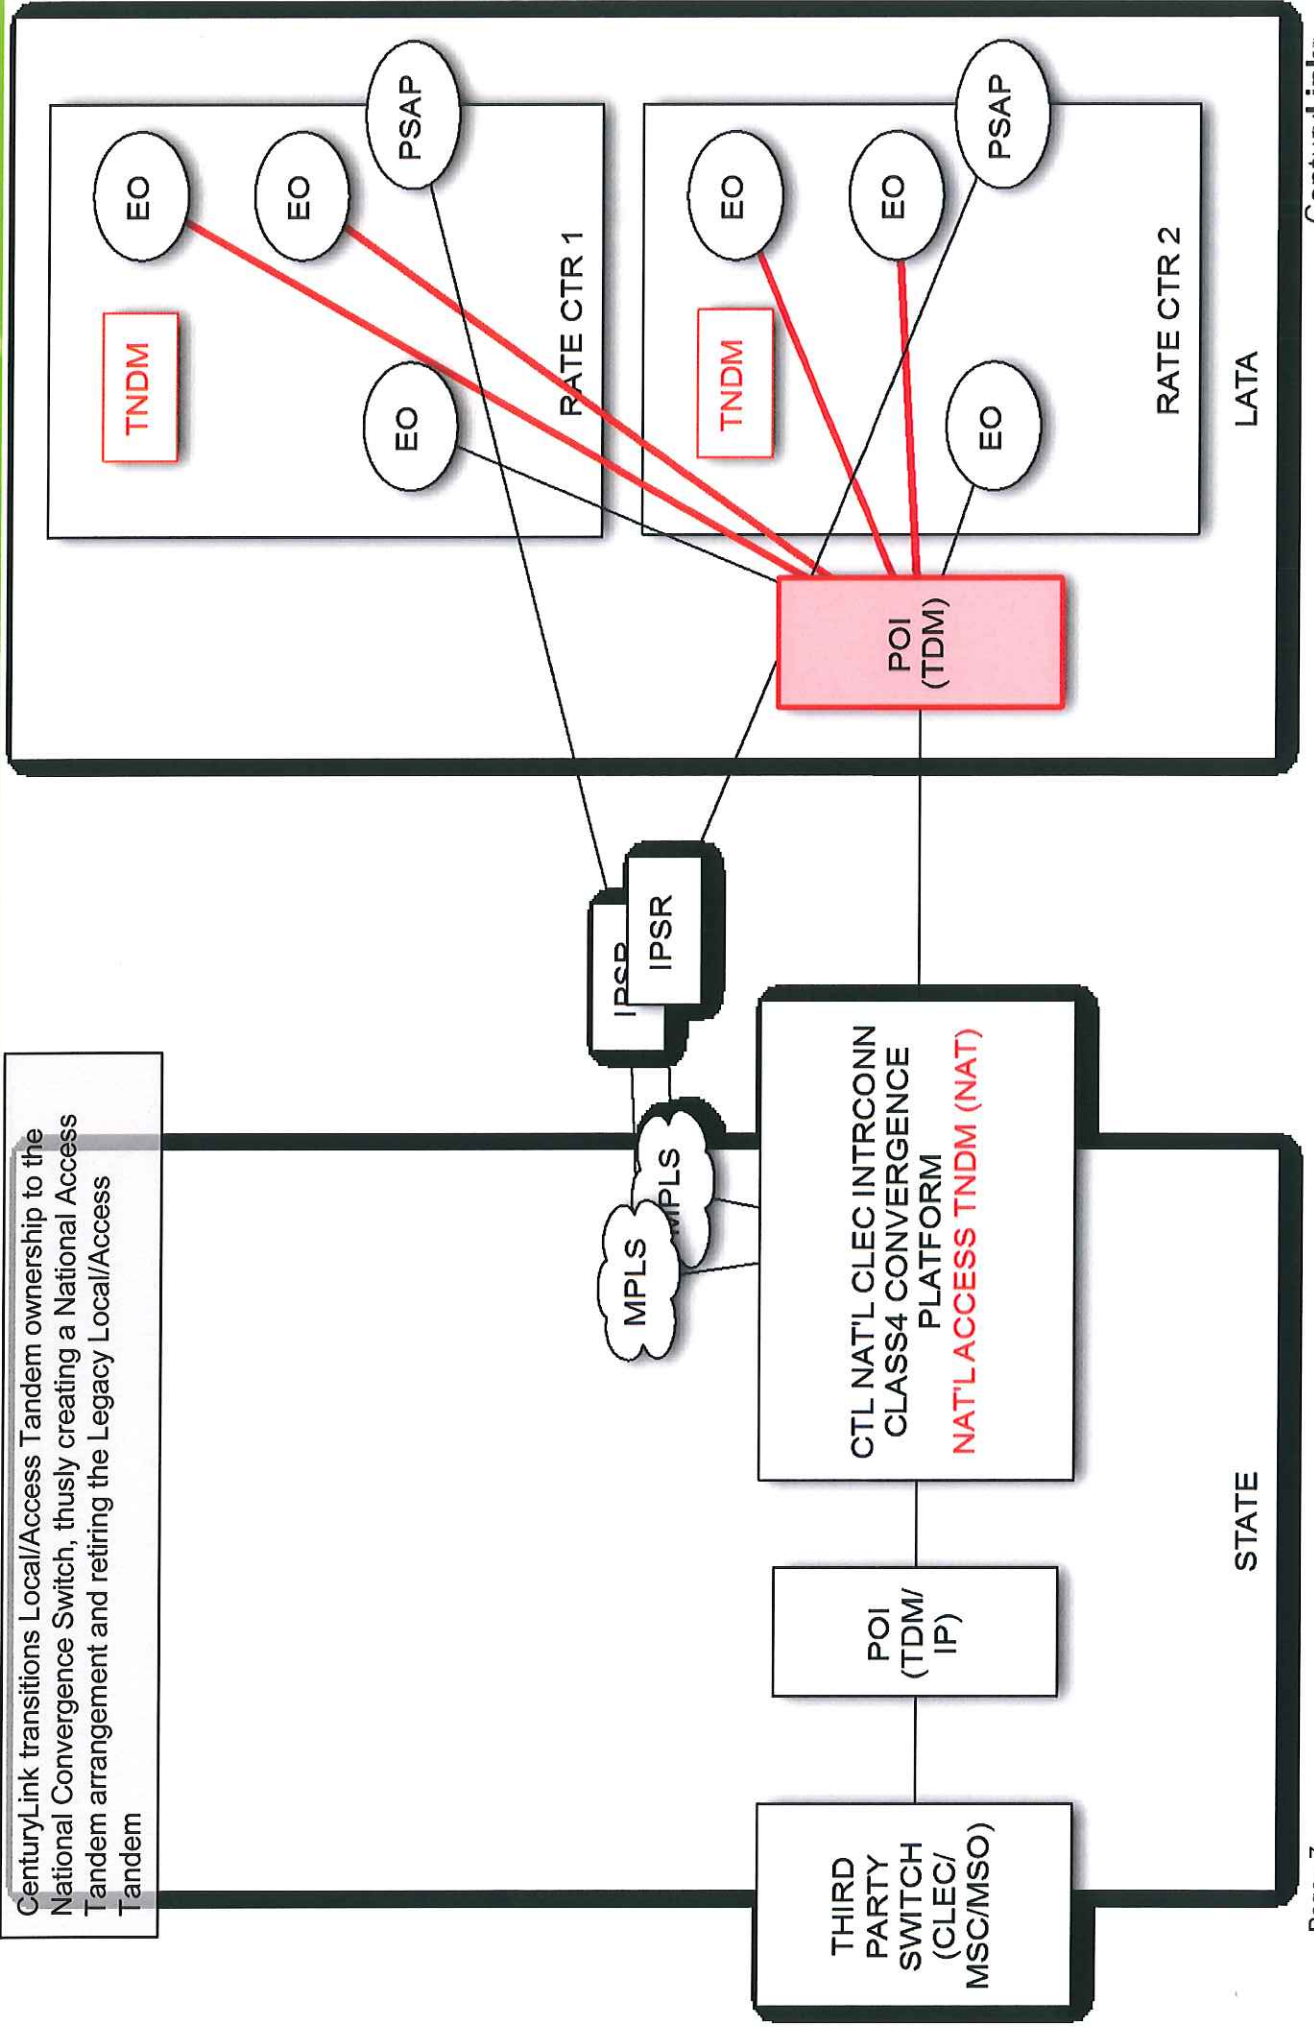 CenturyLink transitions Local/Access Tandem ownership to the
National Convergence Switch, thusly creating a National Access
Tandem arrangement and retiring the Legacy Local/Access
Tandem
THIRD
PARTY
SWITCH
(CLEC/
MSC/MSO)
POI
(TDM/
IP)
CTL NAT'L CLEC INTRCONN
CLASS4 CONVERGENCE
PLATFORM
NAT'L ACCESS TNDM (NAT)
STATE
MPLS
MPLS
IPSR
IPSR
POI
(TDM)
TNDM
EO
EO
EO
PSAP
RATE CTR 1
TNDM
EO
EO
EO
PSAP
RATE CTR 2
LATA